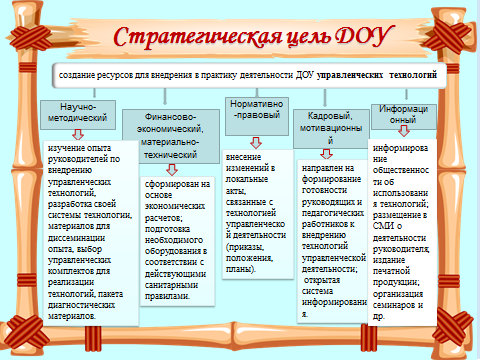 Стратегическая цель ДОУ
создание ресурсов для внедрения в практику деятельности ДОУ управленческих технологий
Научно-
методический
Финансово-
экономический,
материально-
технический
Нормативно
-правовый
Кадровый,
мотивационны
й
Информаци
онный
изучение опыта
руководителей по
внедрению
управленческих
технологий,
разработка своей
системы технологии,
материалов для
диссеминации
опыта, выбор
управленческих
комплектов для
реализации
технологий, пакета
диагностических
материалов.
сформирован на
основе
экономических
расчетов;
подготовка
необходимого
оборудования в
соответствии с
действующими
санитарными
правилами.
внесение
изменений в
локальные
акты,
связанные с
технологией
управленческо
й деятельности
(приказы,
положения,
планы).
направлен на
формирование
готовности
руководящих и
педагогических
работников к
внедрению
технологий
управленческой
деятельности;
открытая
система
информировани
я.
информирова
ние
общественнос
ти об
использовани
я технологий;
размещение в
СМИ о
деятельности
руководителя,
издание
печатной
продукции;
организация
семинаров и
др.